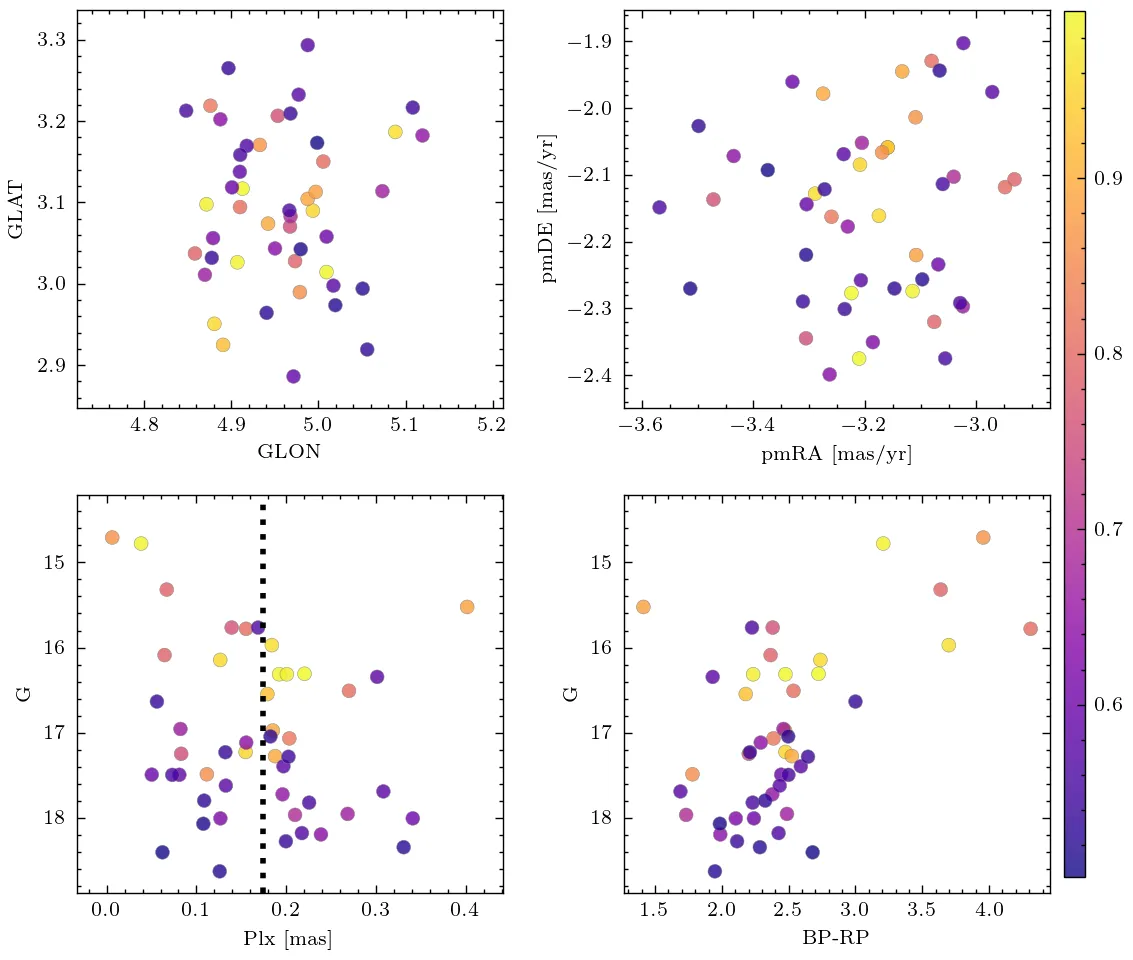 3.3
3.2
3.1
3.0
2.9
GLAT
4.8 4.9 5.0 5.1 5.2
GLON
−1.9
−2.0
−2.1
−2.2
−2.3
−2.4
pmDE [mas/yr]
−3.6 −3.4 −3.2 −3.0
pmRA [mas/yr]
15
16
17
18
G
0.0 0.1 0.2 0.3 0.4
Plx [mas]
15
16
17
18
G
1.5 2.0 2.5 3.0 3.5 4.0
BP-RP
0.9
0.8
0.7
0.6